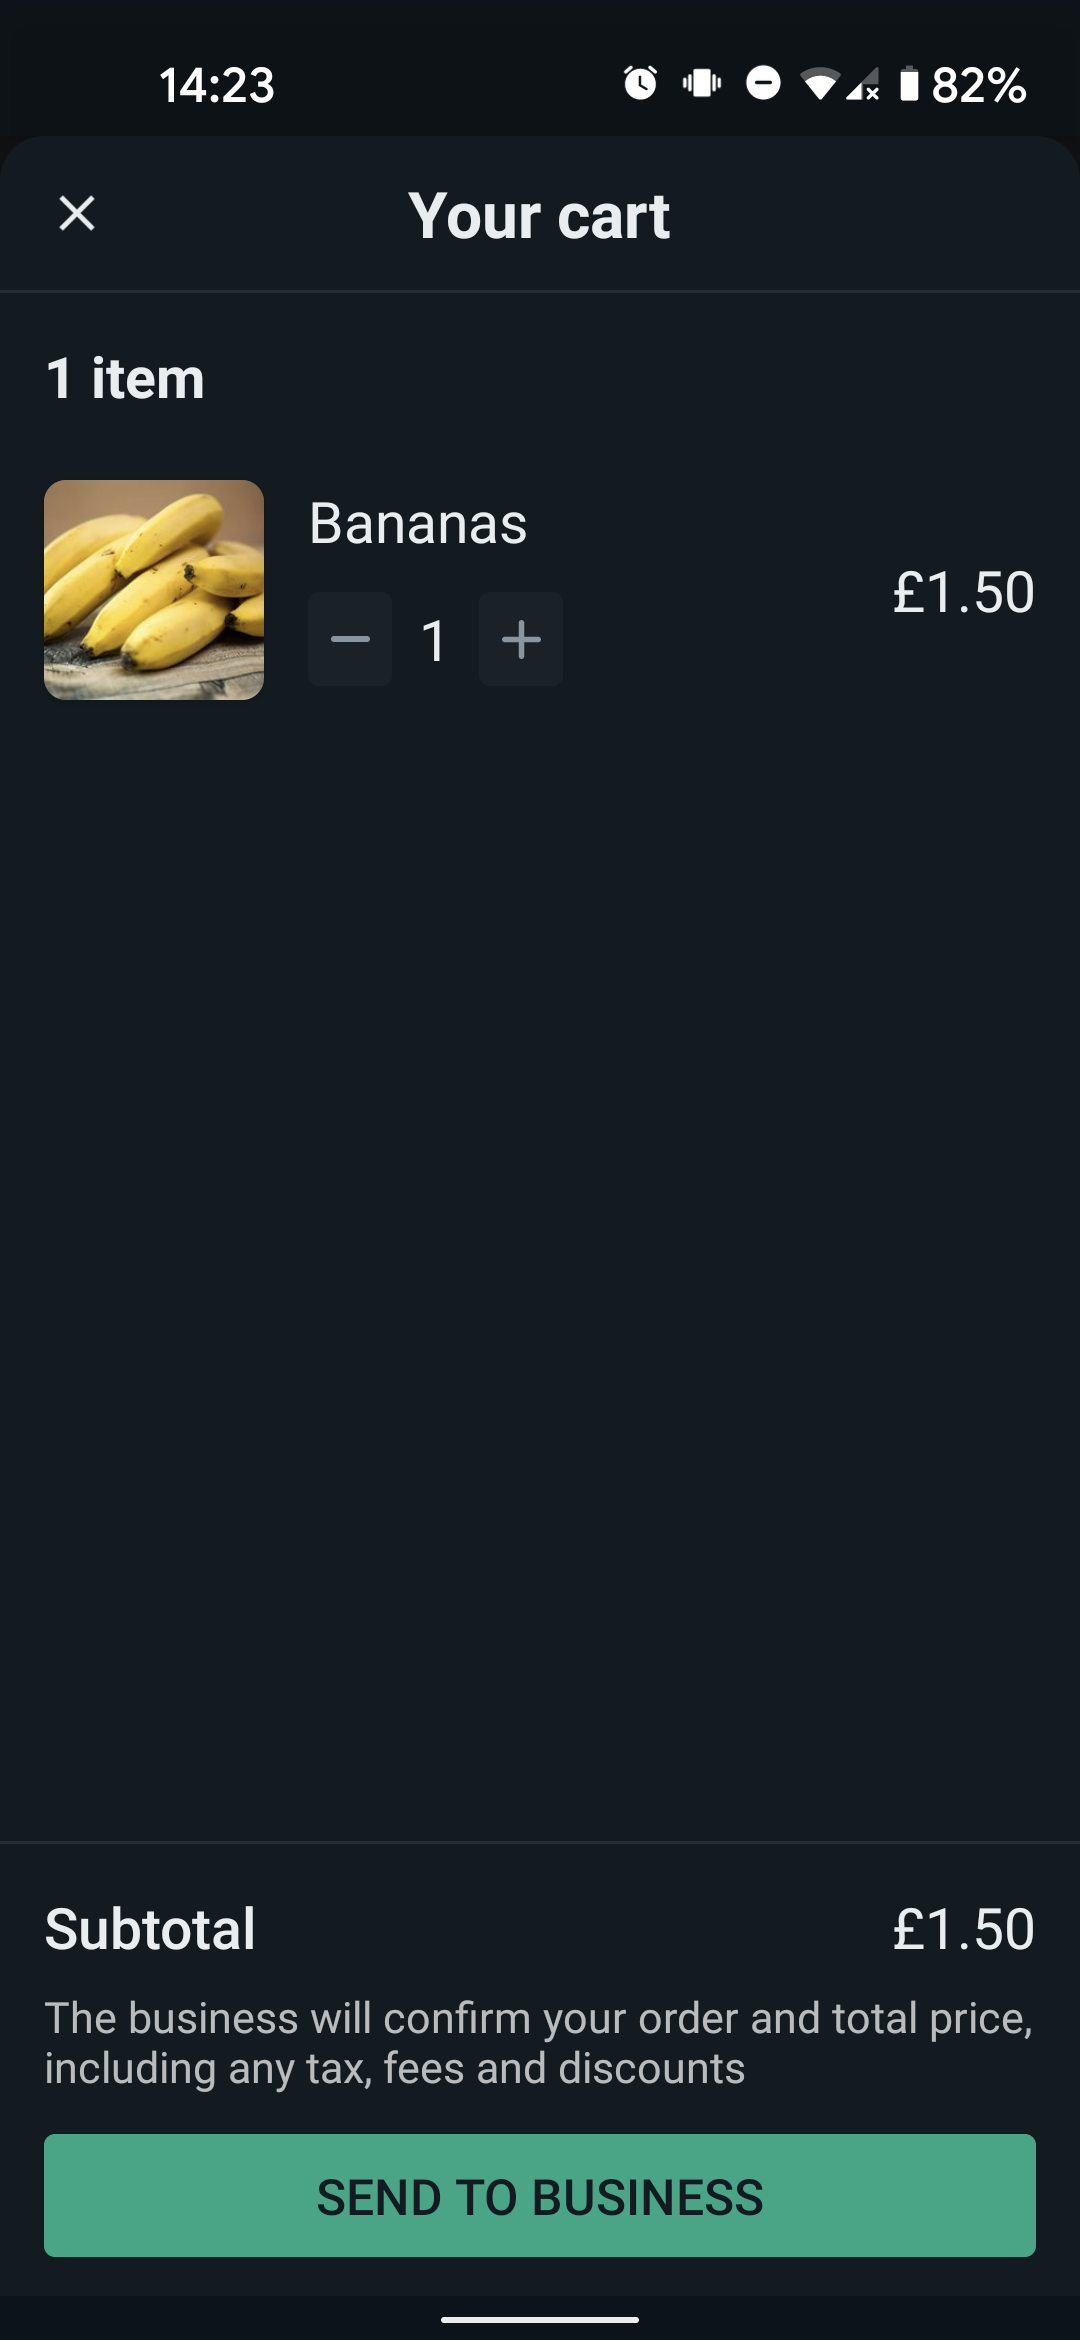 14:23
82%
Your cart
1 item
Bananas
1
£1.50
Subtotal
£1.50
The business will confirm your order and total price,
including any tax, fees and discounts
SEND TO BUSINESS